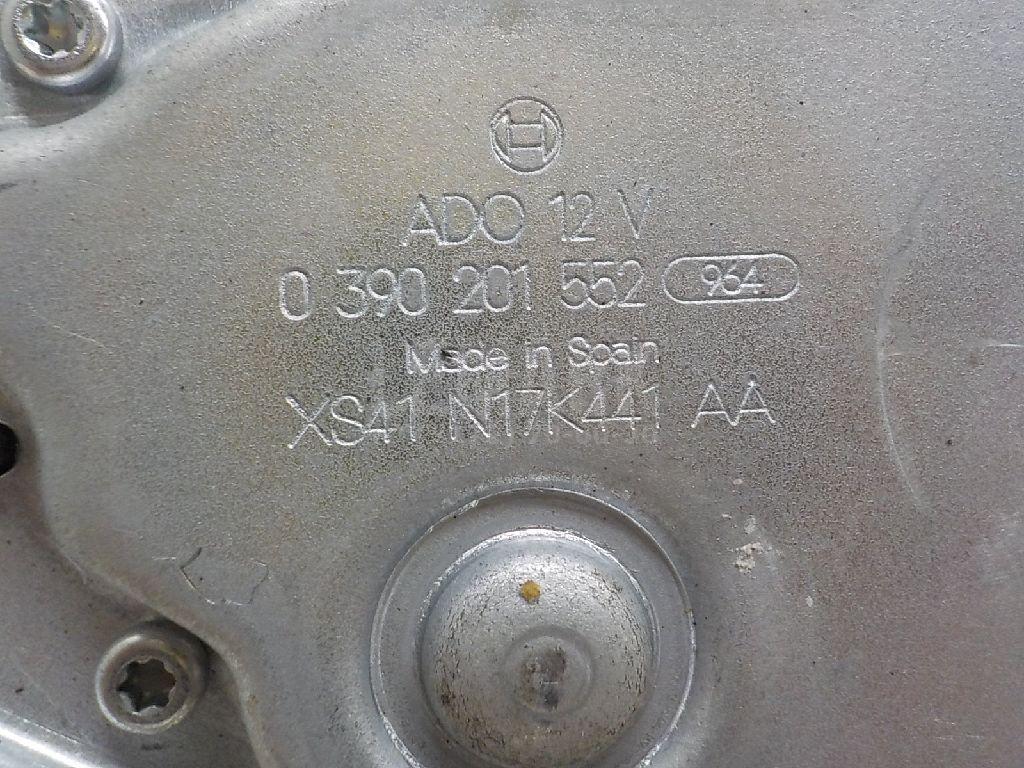 ADO 12 V
0 390 201 552 964
Made in Spain
XS41 N17K441 AA